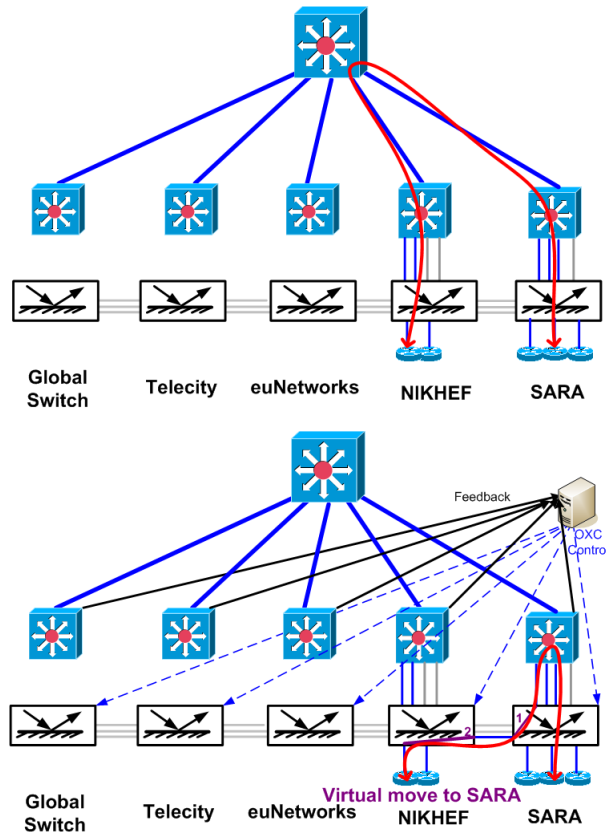 Global
Switch
Telecity
euNetworks
NIKHEF
SARA
Feedback
OXC
Contro
1
2
Virtual move to SARA
Global
Switch
Telecity
euNetworks
NIKHEF
SARA